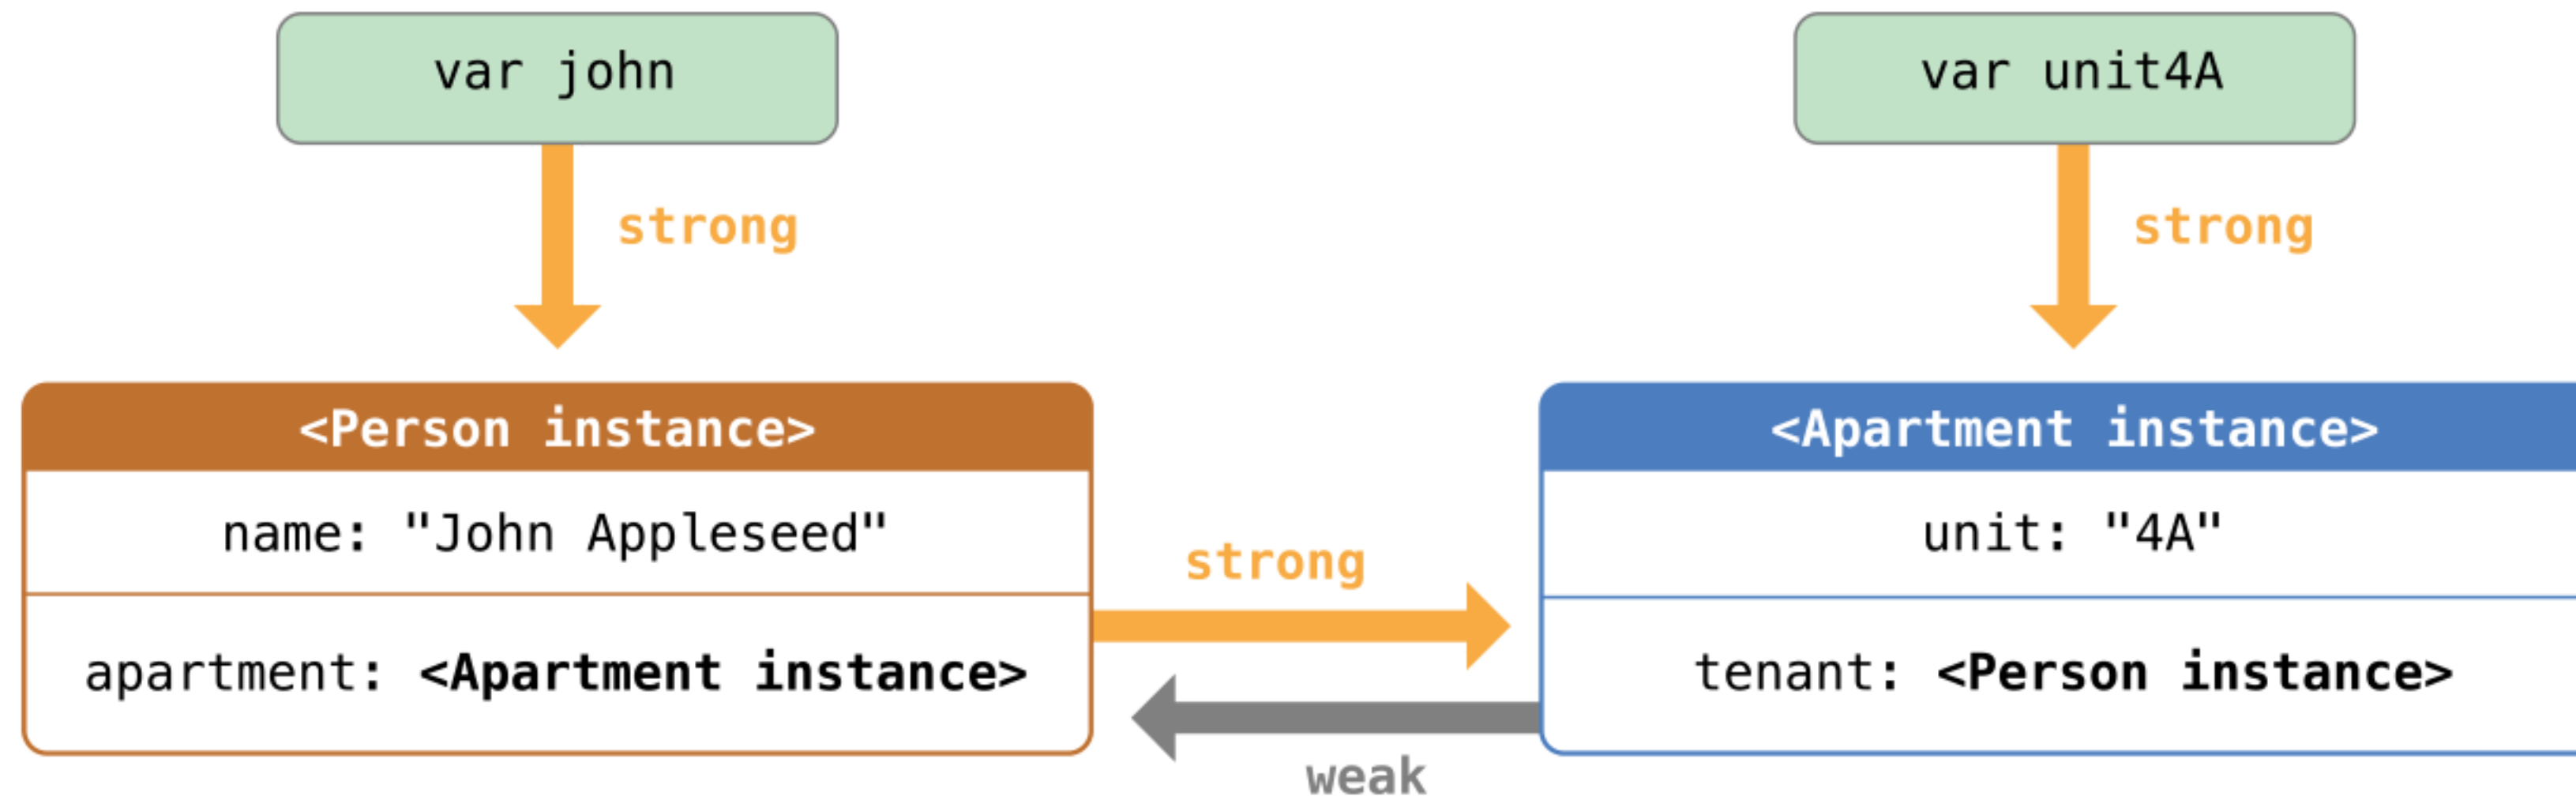 var john
var unit4A
strong
strong
<Person instance>
<Apartment instance>
name: "John Appleseed"
unit: "4A"
strong
apartment: <Apartment instance>
tenant: <Person instance>
weak